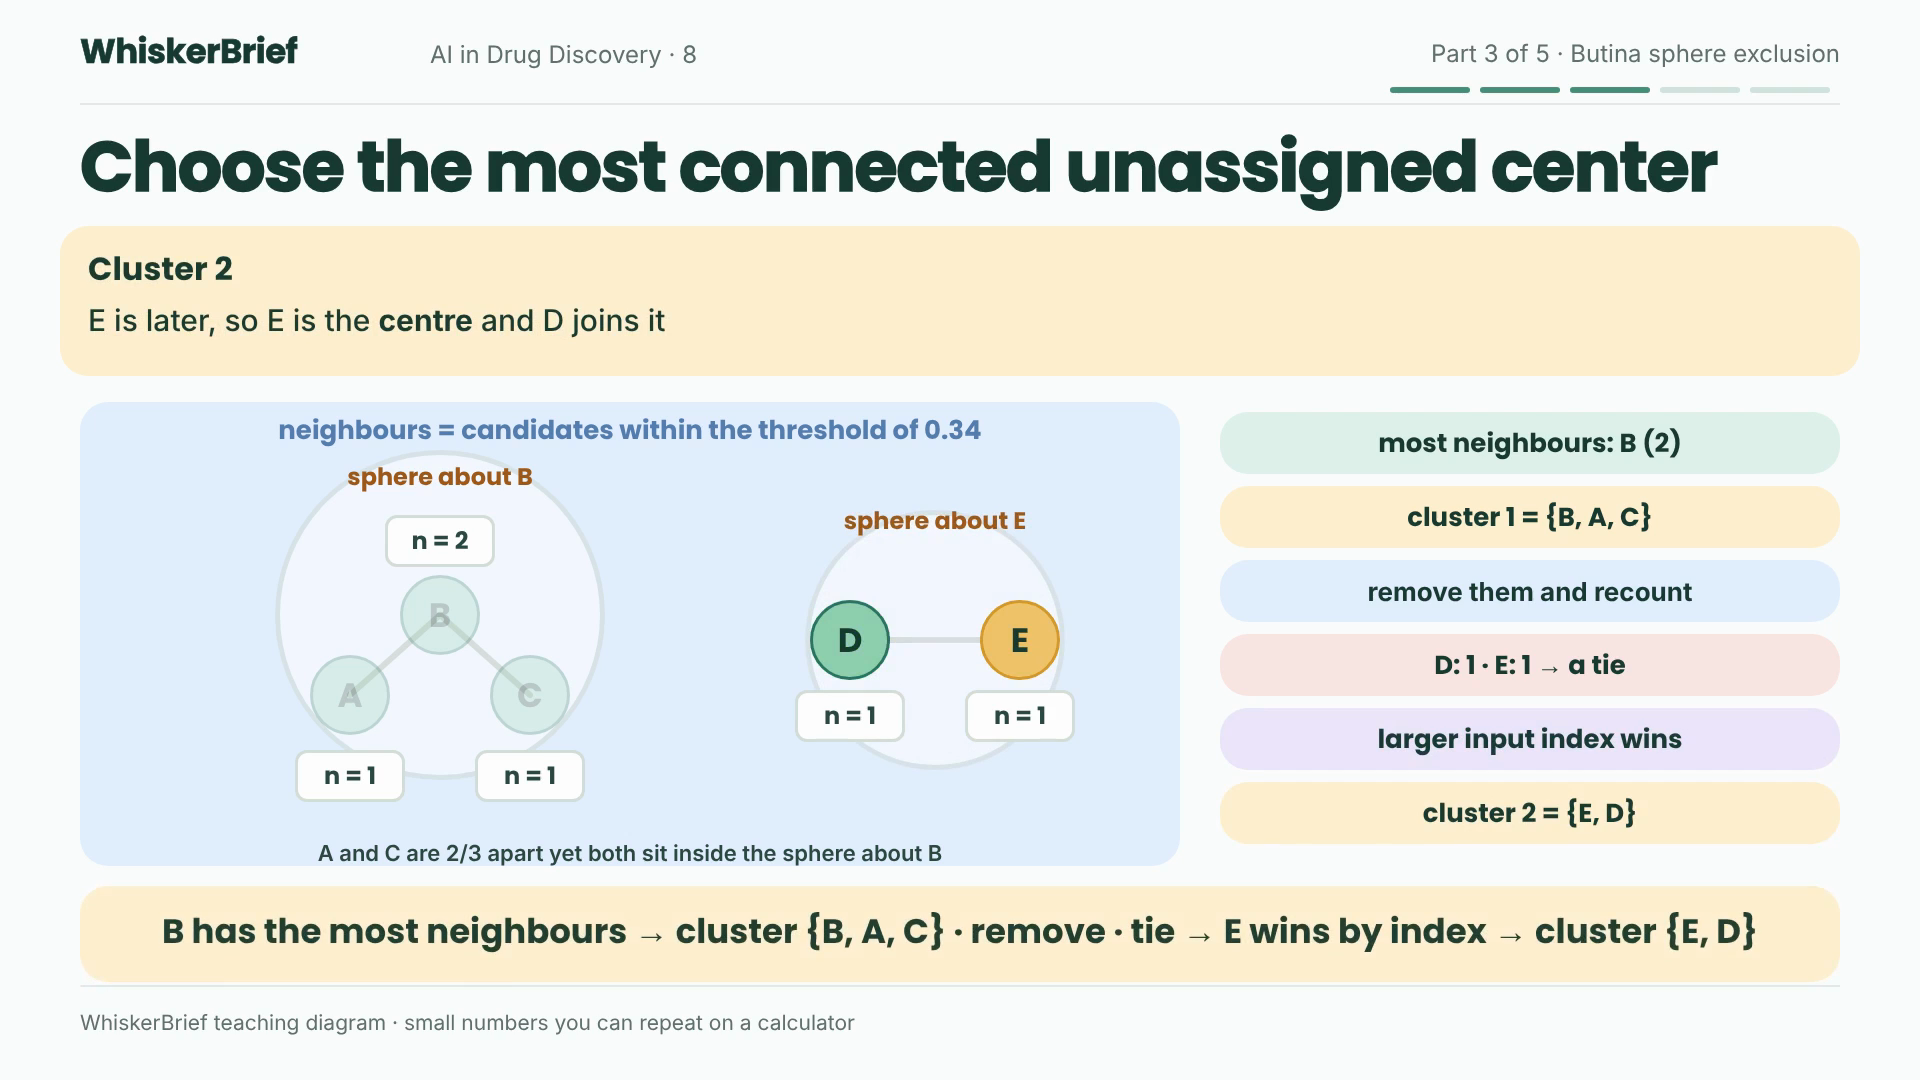 WhiskerBrief
AI in Drug Discovery · 8
Part 3 of 5 · Butina sphere exclusion
Choose the most connected unassigned center
Cluster 2
E is later, so E is the centre and D joins it
neighbours = candidates within the threshold of 0.34
sphere about B
n = 2
B
A
C
n = 1
n = 1
sphere about E
D
E
n = 1
n = 1
A and C are 2/3 apart yet both sit inside the sphere about B
most neighbours: B (2)
cluster 1 = {B, A, C}
remove them and recount
D: 1 · E: 1 → a tie
larger input index wins
cluster 2 = {E, D}
B has the most neighbours → cluster {B, A, C} · remove · tie → E wins by index → cluster {E, D}
WhiskerBrief teaching diagram · small numbers you can repeat on a calculator